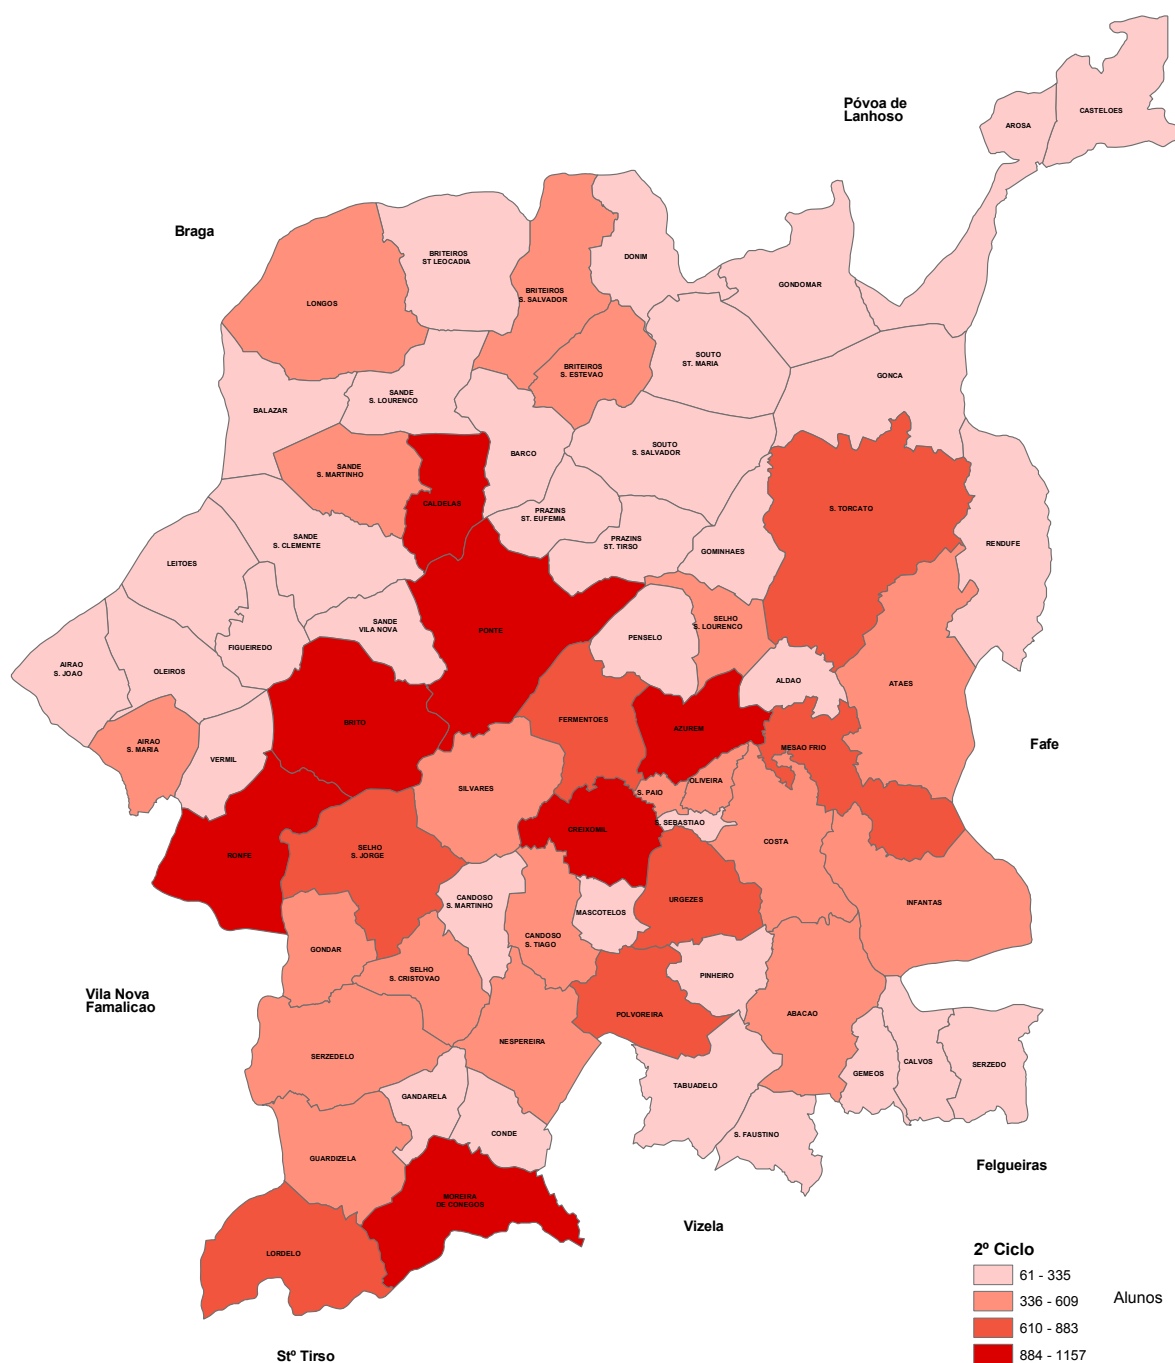 Póvoa de
Lanhoso
CASTELOES
AROSA
Braga
BRITEIROS
ST LEOCADIA
DONIM
GONDOMAR
BRITEIROS
S. SALVADOR
LONGOS
SOUTO
ST. MARIA
BRITEIROS
S. ESTEVAO
GONCA
SANDE
S. LOURENCO
BALAZAR
SOUTO
S. SALVADOR
BARCO
SANDE
S. MARTINHO
CALDELAS
S. TORCATO
PRAZINS
ST. EUFEMIA
PRAZINS
ST. TIRSO
SANDE
S. CLEMENTE
RENDUFE
GOMINHAES
LEITOES
SELHO
S. LOURENCO
SANDE
VILA NOVA
PONTE
PENSELO
FIGUEIREDO
AIRAO
S. JOAO
OLEIROS
ALDAO
ATAES
BRITO
FERMENTOES
AZUREM
AIRAO
S. MARIA
MESAO FRIO
Fafe
VERMIL
OLIVEIRA
SILVARES
S. PAIO
S. SEBASTIAO
CREIXOMIL
COSTA
SELHO
S. JORGE
RONFE
CANDOSO
S. MARTINHO
URGEZES
INFANTAS
MASCOTELOS
CANDOSO
S. TIAGO
GONDAR
SELHO
S. CRISTOVAO
PINHEIRO
Vila Nova
Famalicao
POLVOREIRA
ABACAO
NESPEREIRA
SERZEDELO
CALVOS
SERZEDO
GEMEOS
TABUADELO
GANDARELA
CONDE
S. FAUSTINO
GUARDIZELA
Felgueiras
MOREIRA
DE CONEGOS
Vizela
LORDELO
2º Ciclo
61 - 335
336 - 609
Alunos
610 - 883
884 - 1157
Stº Tirso